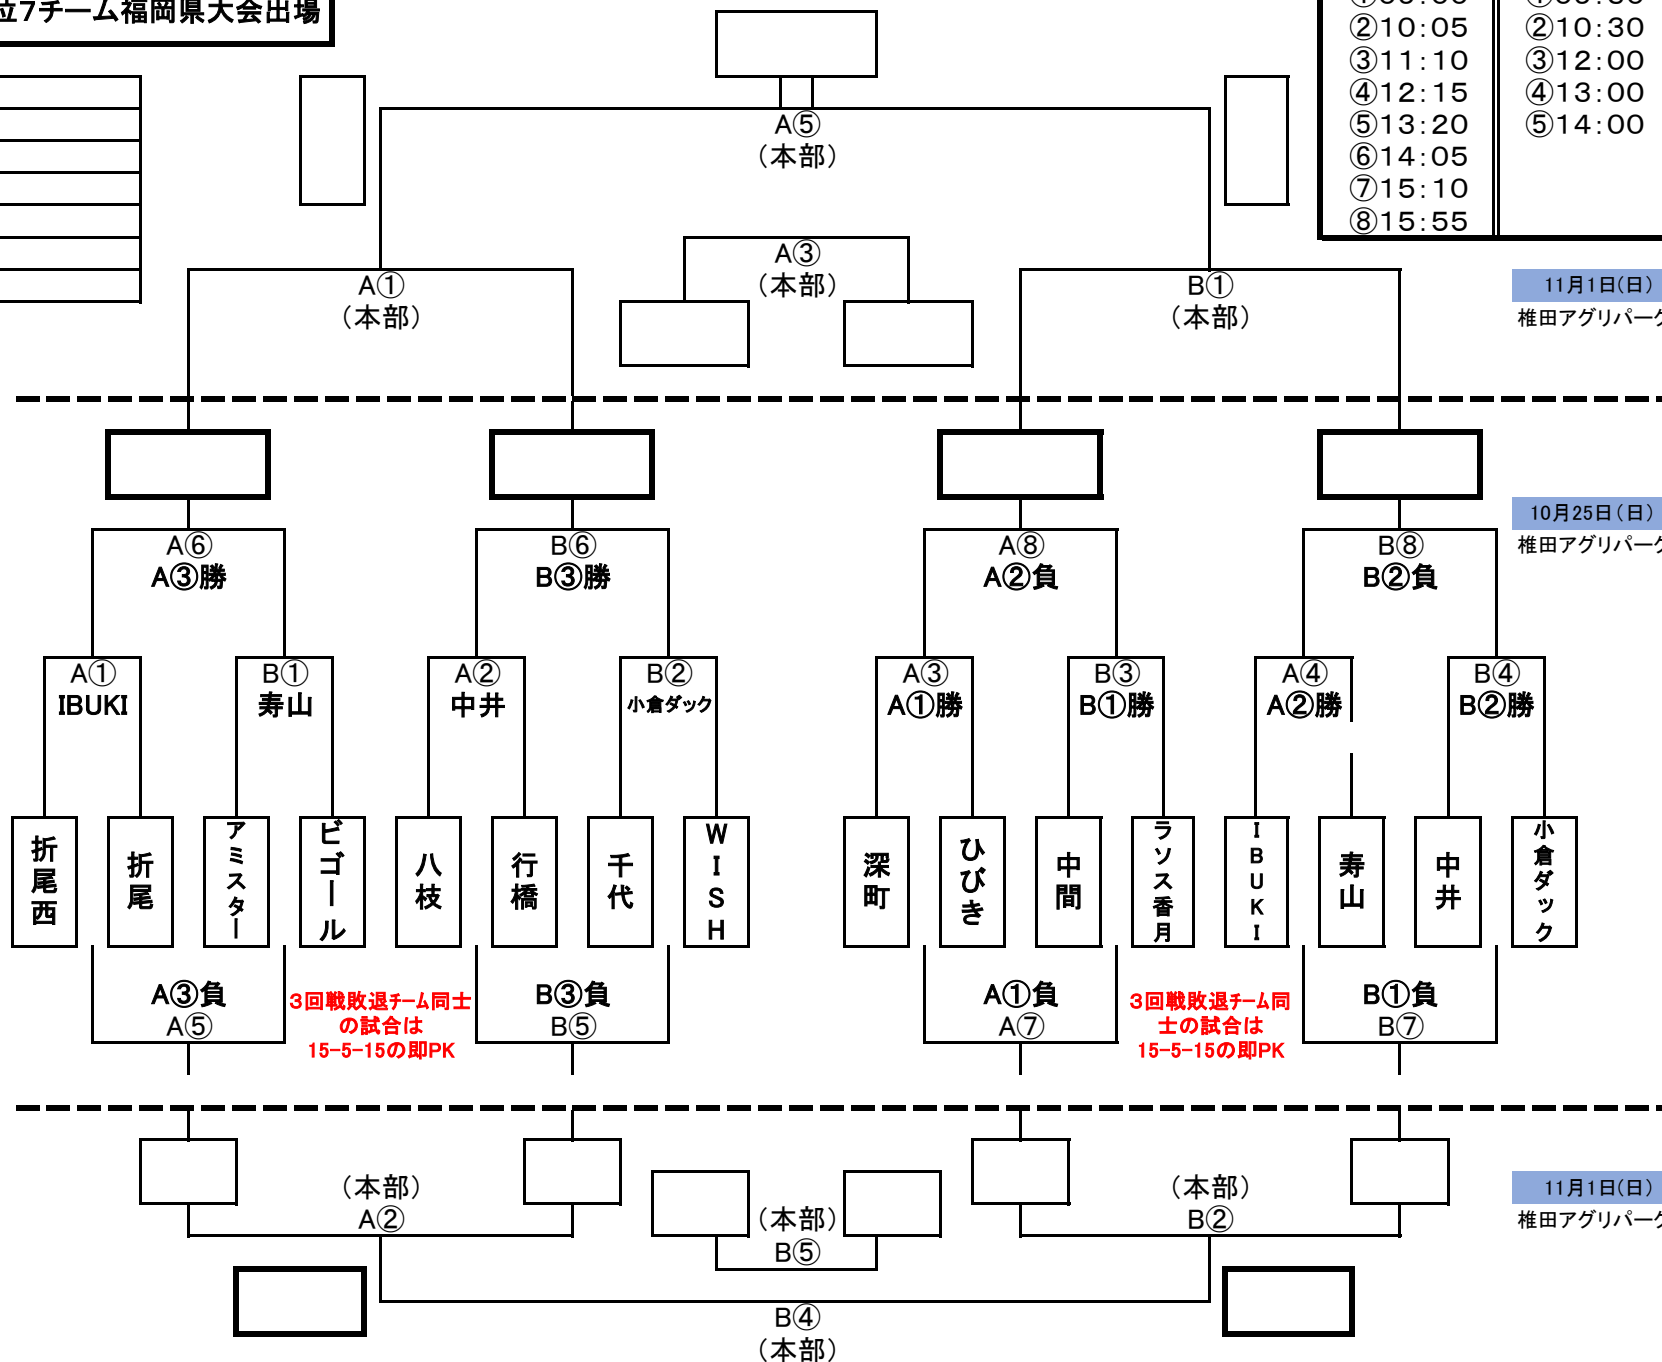 位7チーム福岡県大会出場
②10:05 ②10:30
③11:10 ③12:00
④12:15 ④13:00
⑤13:20 ⑤14:00
⑥14:05
⑦15:10
⑧15:55
A⑤
(本部)
A③
(本部)
A①
(本部)
B①
(本部)
11月1日(日)
椎田アグリパーク
10月25日(日)
椎田アグリパーク
A⑥
A③勝
B⑥
B③勝
A⑧
A②負
B⑧
B②負
A①
IBUKI
B①
寿山
A②
中井
B②
小倉ダック
A③
A①勝
B③
B①勝
A④
A②勝
B④
B②勝
折尾西
折尾
アミスター
ビゴール
八枝
行橋
千代
WISH
深町
ひびき
中間
ラソス香月
IBUKI
寿山
中井
小倉ダック
A③負
A⑤
3回戦敗退チーム同士
の試合は
15-5-15の即PK
B③負
B⑤
A①負
A⑦
3回戦敗退チーム同
士の試合は
15-5-15の即PK
B①負
B⑦
(本部)
A②
(本部)
B⑤
(本部)
B②
11月1日(日)
椎田アグリパーク
B④
(本部)